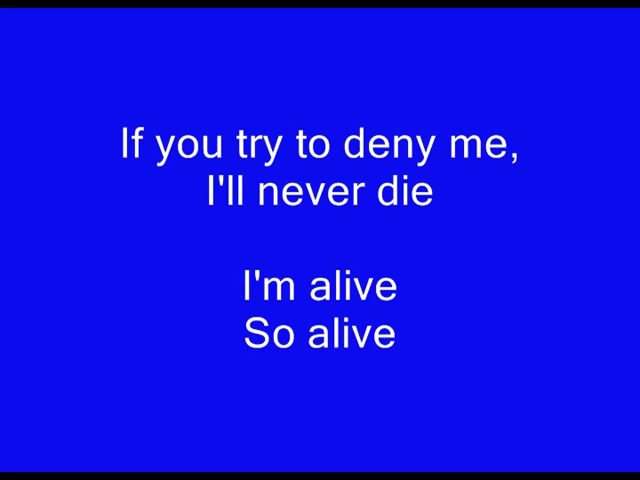 If you try to deny me,
I'll never die
I'm alive
So alive